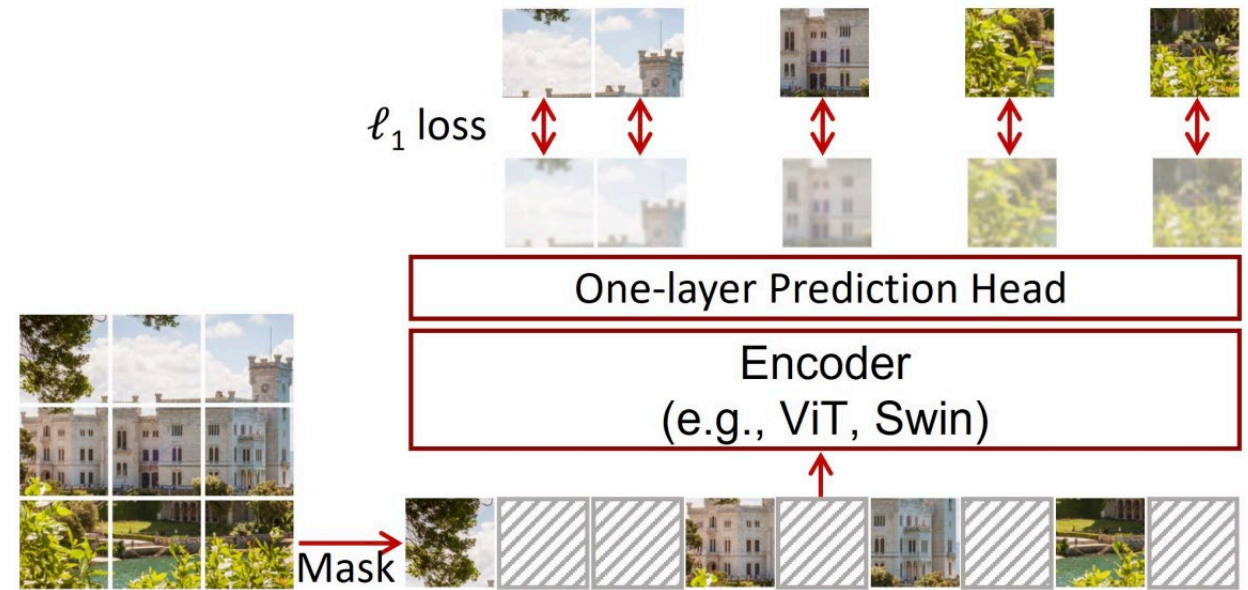 ℓ₁ loss
One-layer Prediction Head
Encoder
(e.g., ViT, Swin)
Mask